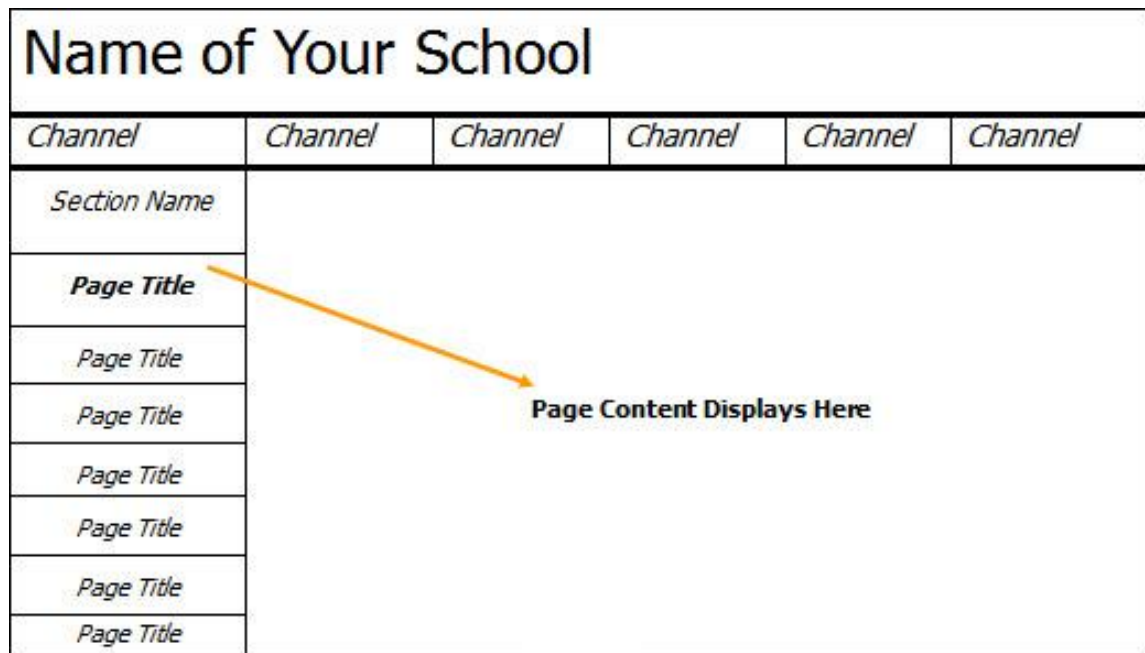 Name of Your School
Channel Channel Channel Channel Channel Channel
Section Name
Page Title
Page Title
Page Title
Page Content Displays Here
Page Title
Page Title
Page Title
Page Title